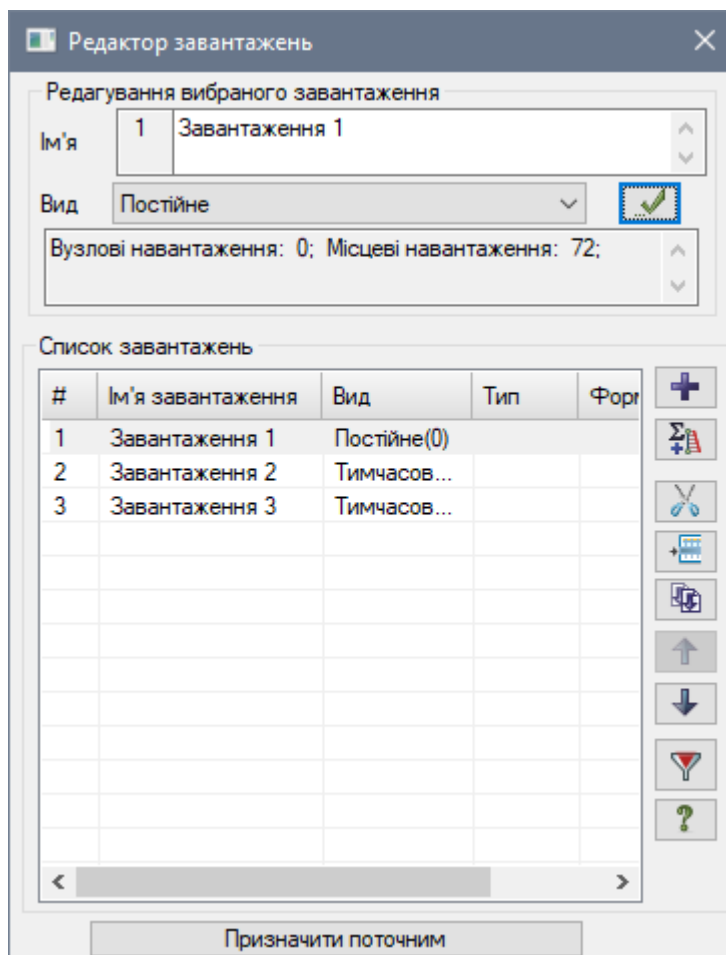 Редактор завантажень
Редагування вибраного завантаження
Ім'я 1 Завантаження 1
Вид Постійне
Вузлові навантаження: 0; Місцеві навантаження: 72;
Список завантажень
# Ім'я завантаження Вид Тип Форм
1 Завантаження 1 Постійне(0)
2 Завантаження 2 Тимчасов...
3 Завантаження 3 Тимчасов...
Призначити поточним